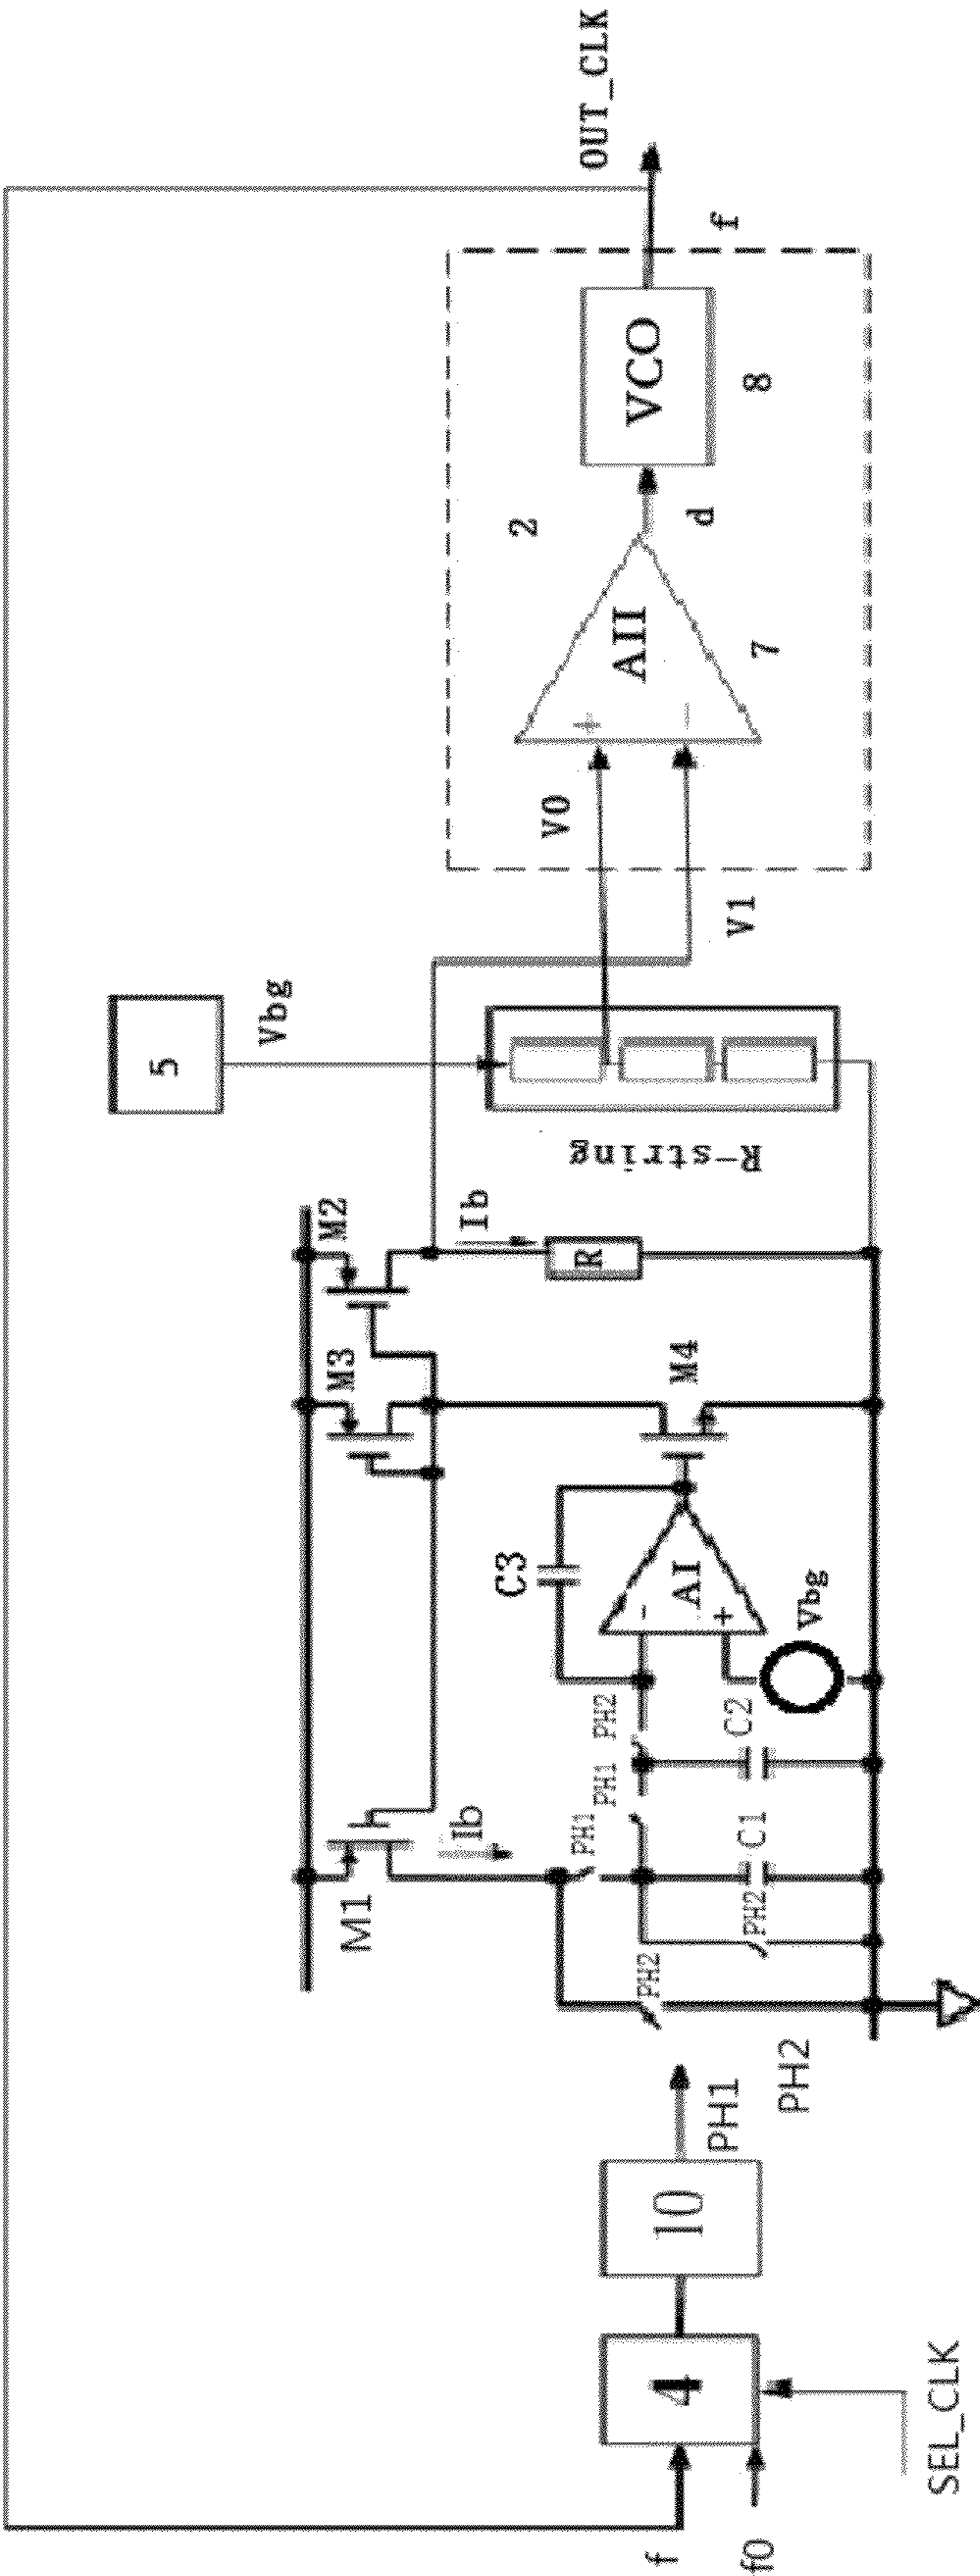 f
f0
4
SEL_CLK
10
PH1
PH2
M1
Ib
PH2
PH2
PH1
C1
PH1
PH2
C2
Vbg
C3
-
AI
+
M4
M3
M2
Ib
R
R-string
5
Vbg
V0
V1
2
+
AII
-
7
d
VCO
8
f
OUT_CLK